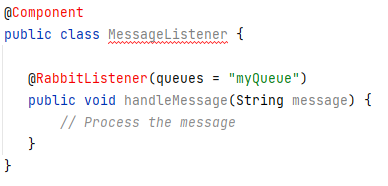 @Component
public class MessageListener {
@RabbitListener(queues = "myQueue")
public void handleMessage(String message) {
// Process the message
}
}